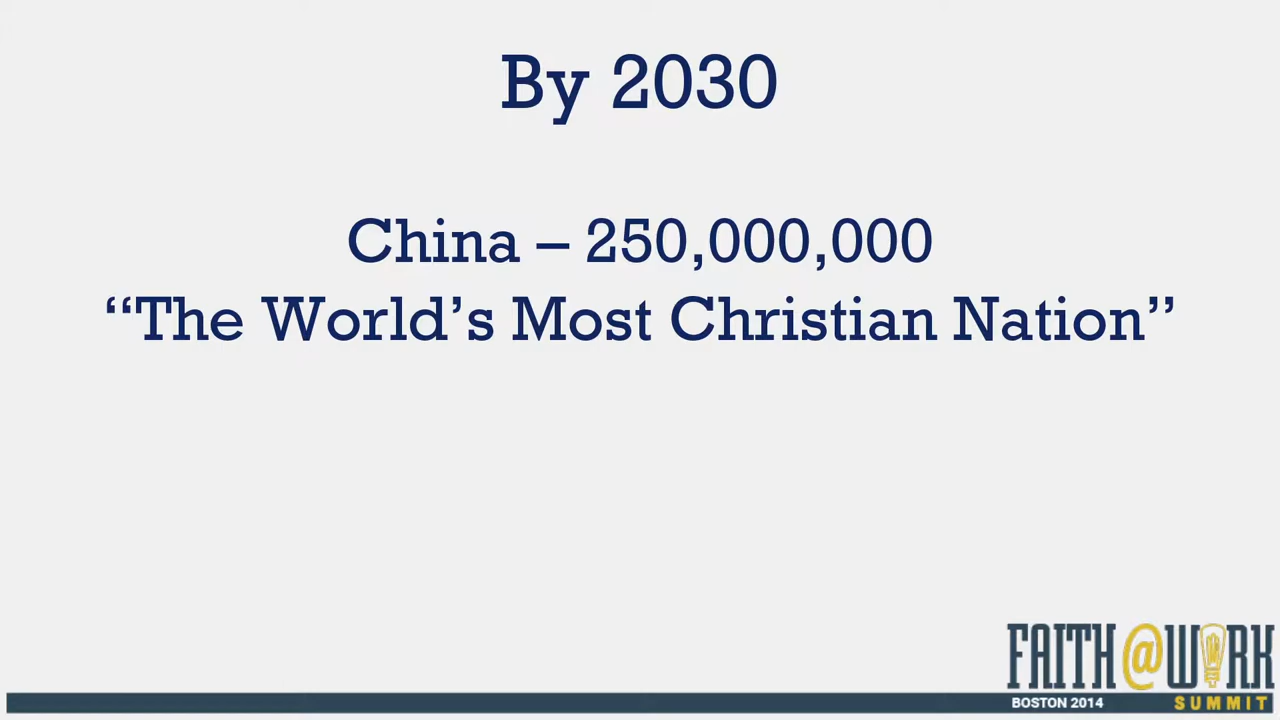 By 2030
China – 250,000,000
“The World’s Most Christian Nation”
FAITH@WORK
BOSTON 2014 SUMMIT